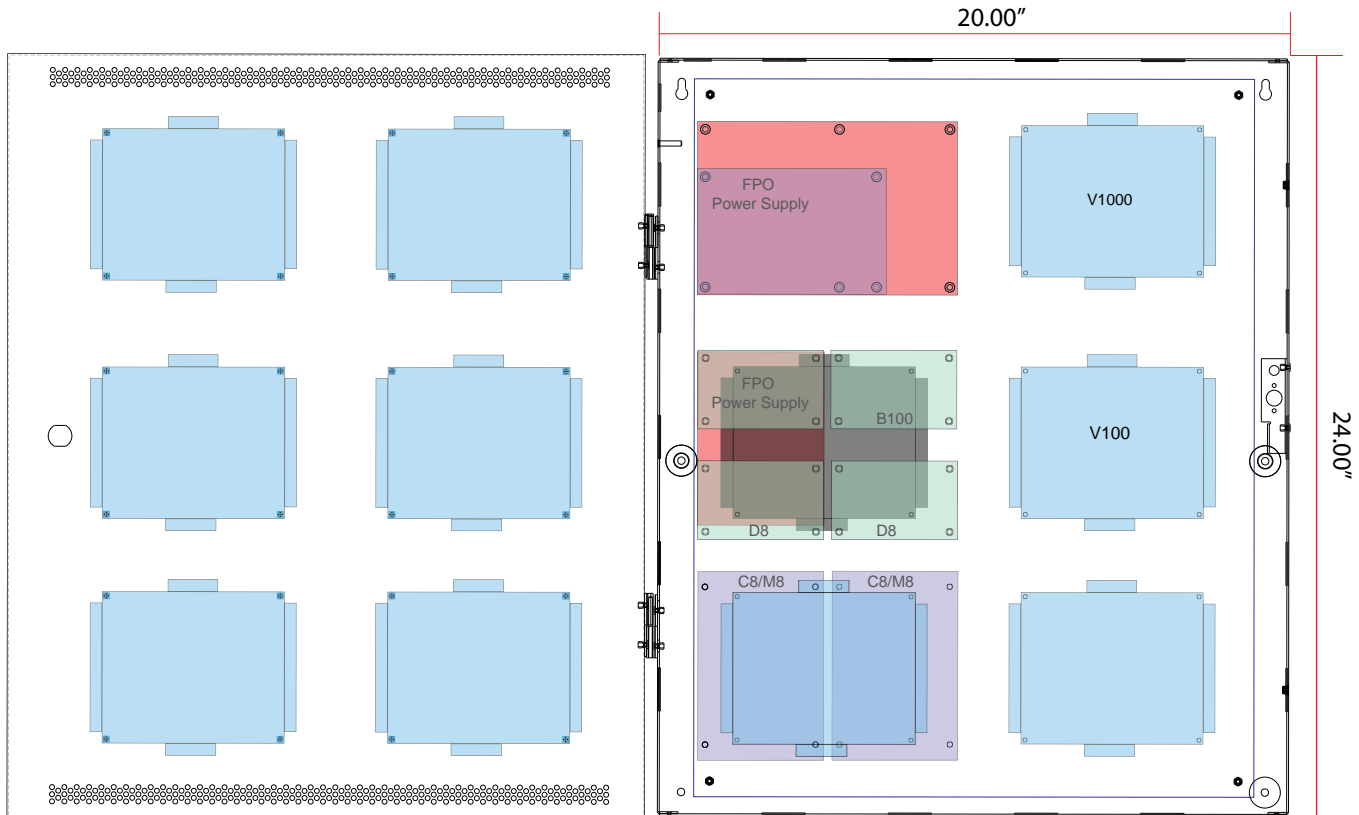 20.00”
FPO
Power Supply
V1000
FPO
Power Supply
B100
V100
24.00”
D8
D8
C8/M8
C8/M8